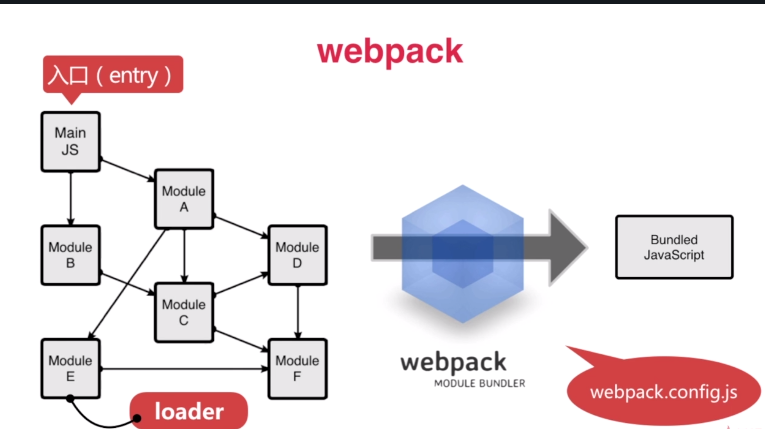 webpack
入口（entry）
Main
JS
Module
A
Module
B
Module
D
Module
C
Bundled
JavaScript
Module
E
Module
F
webpack
MODULE BUNDLER
webpack.config.js
loader